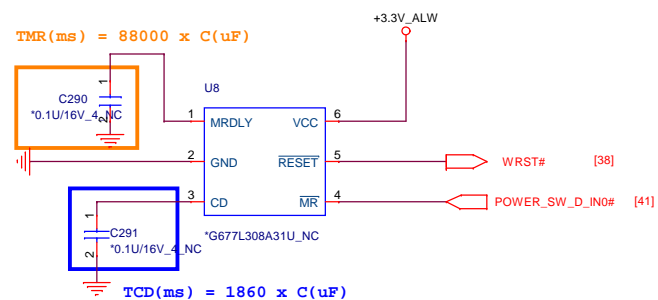 +3.3V_ALW
TMR(ms) = 88000 x C(uF)
U8
1
C290
2
*0.1U/16V_4_NC
1 MRDLY VCC 6
2 GND RESET 5 WRST# [38]
3 CD MR 4 POWER_SW_D_IN0# [41]
1
C291
2
*0.1U/16V_4_NC
*G677L308A31U_NC
TCD(ms) = 1860 x C(uF)